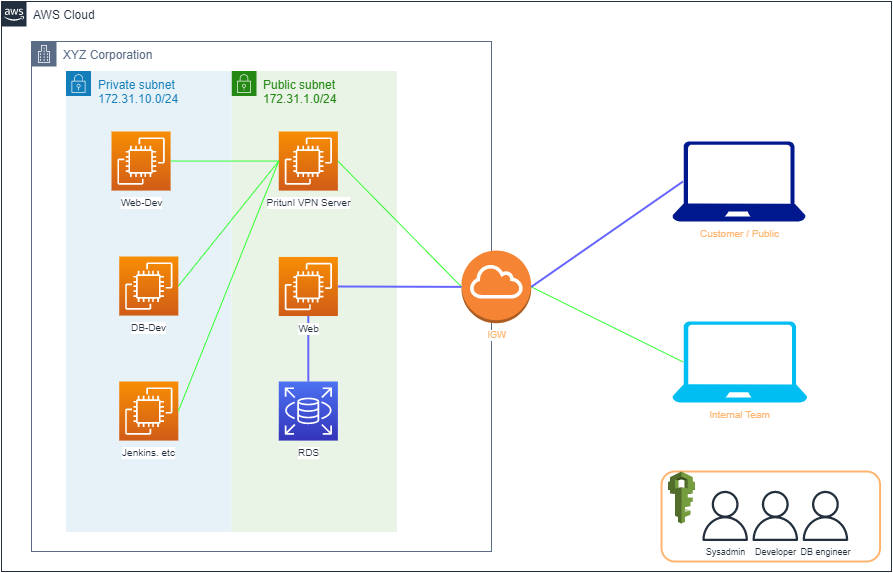 aws
AWS Cloud
XYZ Corporation
Private subnet
172.31.10.0/24
Public subnet
172.31.1.0/24
Web-Dev
Pritunl VPN Server
Customer / Public
DB-Dev
Web
IGW
Internal Team
Jenkins. etc
RDS
Sysadmin
Developer
DB engineer